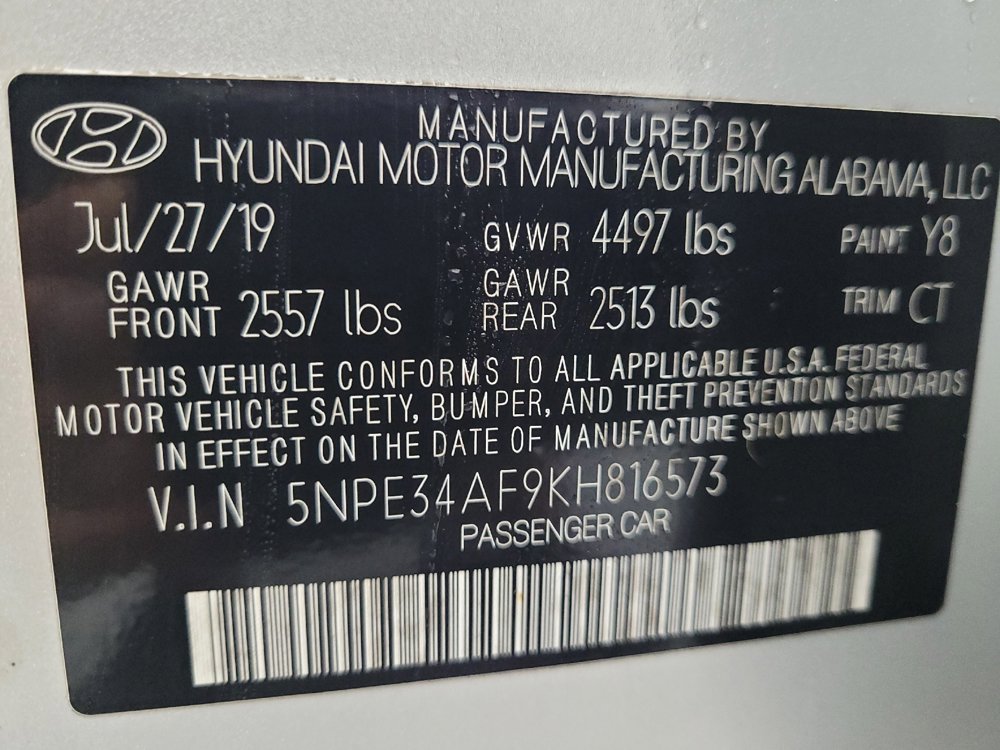 MANUFACTURED BY
HYUNDAI MOTOR MANUFACTURING ALABAMA, LLC
Jul/27/19 GVWR 4497 lbs PAINT Y8
GAWR FRONT 2557 lbs GAWR REAR 2513 lbs TRIM CT
THIS VEHICLE CONFORMS TO ALL APPLICABLE U.S.A. FEDERAL
MOTOR VEHICLE SAFETY, BUMPER, AND THEFT PREVENTION STANDARDS
IN EFFECT ON THE DATE OF MANUFACTURE SHOWN ABOVE
V.I.N 5NPE34AF9KH816573
PASSENGER CAR